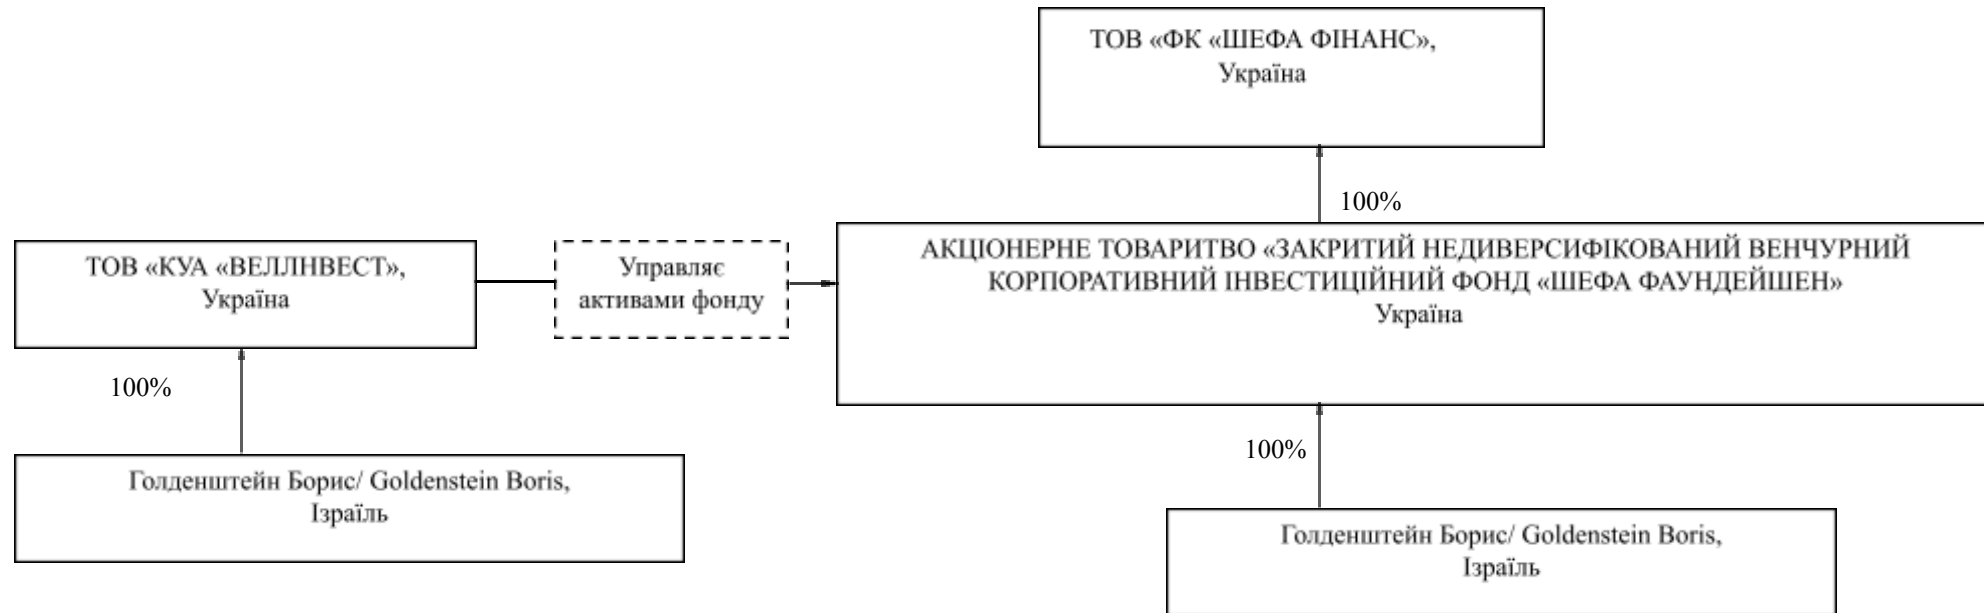 ТОВ «ФК «ШЕФА ФІНАНС»,
Україна
100%
ТОВ «КУА «ВЕЛЛНВЕСТ»,
Україна
Управляє
активами фонду
АКЦІОНЕРНЕ ТОВАРИТВО «ЗАКРИТИЙ НЕДИВЕРСИФІКОВАНИЙ ВЕНЧУРНИЙ
КОРПОРАТИВНИЙ ІНВЕСТИЦІЙНИЙ ФОНД «ШЕФА ФАУНДЕЙШЕН»
Україна
100%
100%
Голденштейн Борис/ Goldenstein Boris,
Ізраїль
Голденштейн Борис/ Goldenstein Boris,
Ізраїль